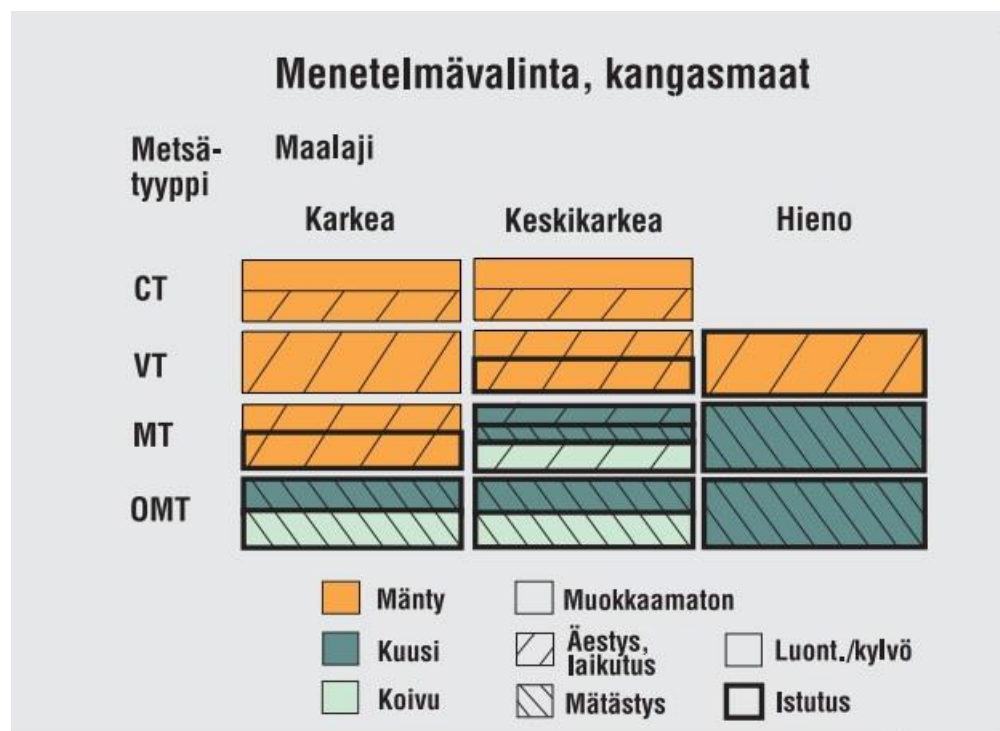 Menetelmävalinta, kangasmaat
Metsä-
tyyppi
Maalaji
Karkea
Keskikarkea
Hieno
CT
VT
MT
OMT
Mänty
Kuusi
Koivu
Muokkaamaton
Äestys,
laikutus
Mätästys
Luont./kylvö
Istutus